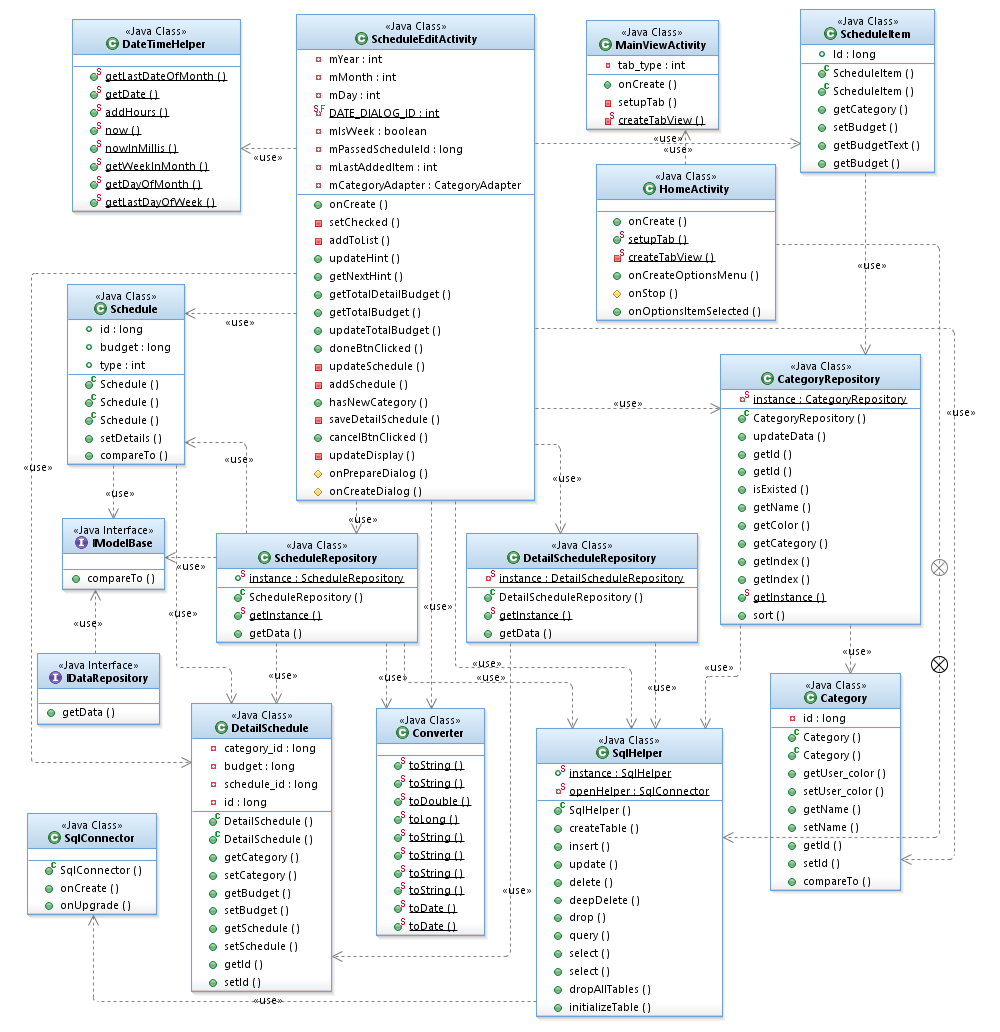 «Java Class»
DateTimeHelper
getLastDateOfMonth ( )
getDate ( )
addHours ( )
now ( )
nowInMillis ( )
getWeekInMonth ( )
getDayOfMonth ( )
getLastDayOfWeek ( )
«Java Class»
ScheduleEditActivity
mYear : int
mMonth : int
mDay : int
DATE_DIALOG_ID : int
mIsWeek : boolean
mPassedScheduleId : long
mLastAddedItem : int
mCategoryAdapter : CategoryAdapter
onCreate ( )
setChecked ( )
addToList ( )
updateHint ( )
getNextHint ( )
getTotalDetailBudget ( )
getTotalBudget ( )
updateTotalBudget ( )
doneBtnClicked ( )
updateSchedule ( )
addSchedule ( )
hasNewCategory ( )
saveDetailSchedule ( )
cancelBtnClicked ( )
updateDisplay ( )
onPrepareDialog ( )
onCreateDialog ( )
«Java Class»
MainViewActivity
tab_type : int
onCreate ( )
setupTab ( )
createTabView ( )
«Java Class»
ScheduleItem
Id : long
ScheduleItem ( )
ScheduleItem ( )
getCategory ( )
setBudget ( )
getBudgetText ( )
getBudget ( )
«use»
«use»
«use»
«Java Class»
HomeActivity
onCreate ( )
setupTab ( )
createTabView ( )
onCreateOptionsMenu ( )
onStop ( )
onOptionsItemSelected ( )
«use»
«Java Class»
Schedule
id : long
budget : long
type : int
Schedule ( )
Schedule ( )
Schedule ( )
setDetails ( )
compareTo ( )
«use»
«use»
«use»
«use»
«use»
«use»
«use»
«Java Class»
CategoryRepository
instance : CategoryRepository
CategoryRepository ( )
updateData ( )
getId ( )
getId ( )
isExisted ( )
getName ( )
getColor ( )
getCategory ( )
getIndex ( )
getIndex ( )
getInstance ( )
sort ( )
«use»
«use»
«Java Interface»
IModelBase
compareTo ( )
«use»
«Java Class»
ScheduleRepository
instance : ScheduleRepository
ScheduleRepository ( )
getInstance ( )
getData ( )
«Java Class»
DetailScheduleRepository
instance : DetailScheduleRepository
DetailScheduleRepository ( )
getInstance ( )
getData ( )
«use»
«use»
«use»
«Java Interface»
IDataRepository
getData ( )
«use»
«use»
«use»
«use»
«use»
«use»
«use»
«Java Class»
DetailSchedule
category_id : long
budget : long
schedule_id : long
id : long
DetailSchedule ( )
DetailSchedule ( )
getCategory ( )
setCategory ( )
getBudget ( )
setBudget ( )
getSchedule ( )
setSchedule ( )
getId ( )
setId ( )
«Java Class»
Converter
toString ( )
toString ( )
toDouble ( )
toLong ( )
toString ( )
toString ( )
toString ( )
toString ( )
toDate ( )
toDate ( )
«use»
«Java Class»
SqlHelper
instance : SqlHelper
openHelper : SqlConnector
SqlHelper ( )
createTable ( )
insert ( )
update ( )
delete ( )
deepDelete ( )
drop ( )
query ( )
select ( )
select ( )
dropAllTables ( )
initializeTable ( )
«Java Class»
Category
id : long
Category ( )
Category ( )
getUser_color ( )
setUser_color ( )
getName ( )
setName ( )
getId ( )
setId ( )
compareTo ( )
«Java Class»
SqlConnector
SqlConnector ( )
onCreate ( )
onUpgrade ( )
«use»